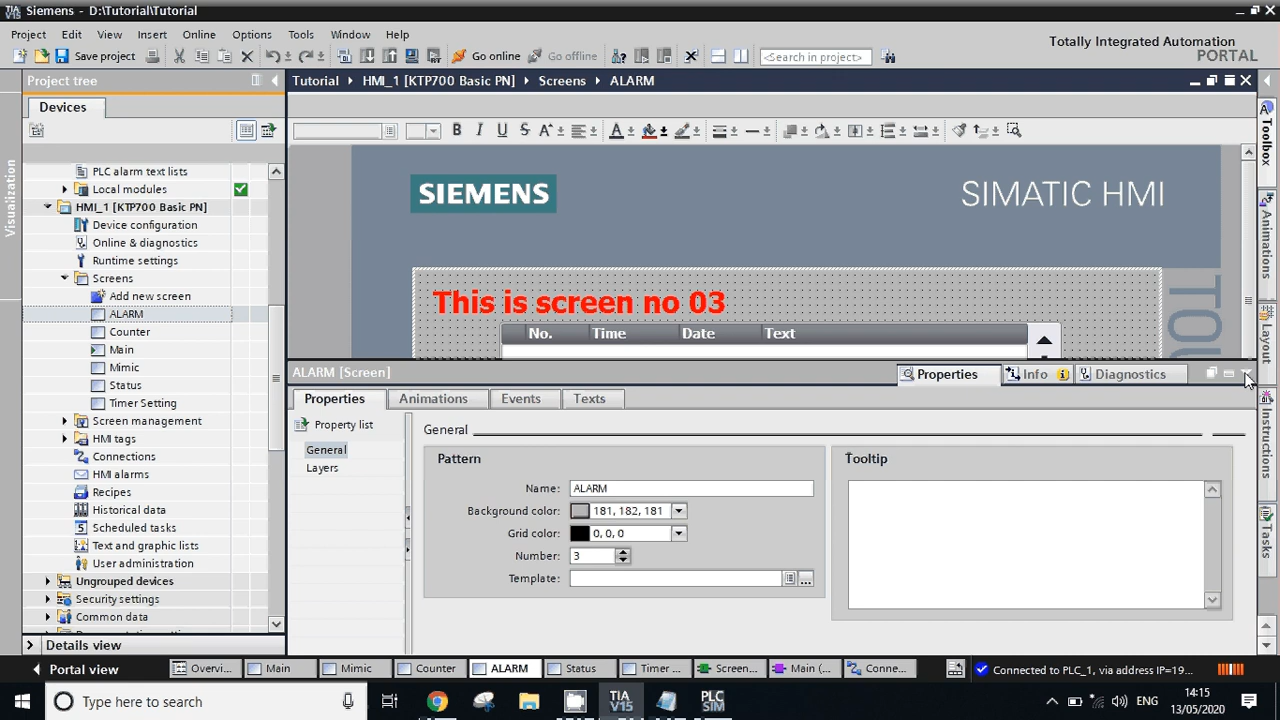 Siemens - D:\Tutorial\Tutorial
Project Edit View Insert Online Options Tools Window Help
Totally Integrated Automation
PORTAL
Save project
Go online
Go offline
<Search in project>
Project tree
Tutorial HMI_1 [KTP700 Basic PN] Screens ALARM
Devices
Visualization
PLC alarm text lists
Local modules
HMI_1 [KTP700 Basic PN]
Device configuration
Online & diagnostics
Runtime settings
Screens
Add new screen
ALARM
Counter
Main
Mimic
Status
Timer Setting
Screen management
HMI tags
Connections
HMI alarms
Recipes
Historical data
Scheduled tasks
Text and graphic lists
User administration
Ungrouped devices
Security settings
Common data
Details view
B I U S A A
SIEMENS
SIMATIC HMI
TOU
This is screen no 03
No. Time Date Text
ALARM [Screen]
Properties Info Diagnostics
Properties Animations Events Texts
Property list
General
Layers
General
Pattern
Name: ALARM
Background color: 181, 182, 181
Grid color: 0, 0, 0
Number: 3
Template:
...
Tooltip
Toolbox
Animations
Layout
Instructions
Tasks
Portal view
Overvi...
Main
Mimic
Counter
ALARM
Status
Timer ...
Screen...
Main (...
Conne...
Connected to PLC_1, via address IP=19...
Type here to search
TIA
V15
PLC
SIM
ENG
14:15
13/05/2020